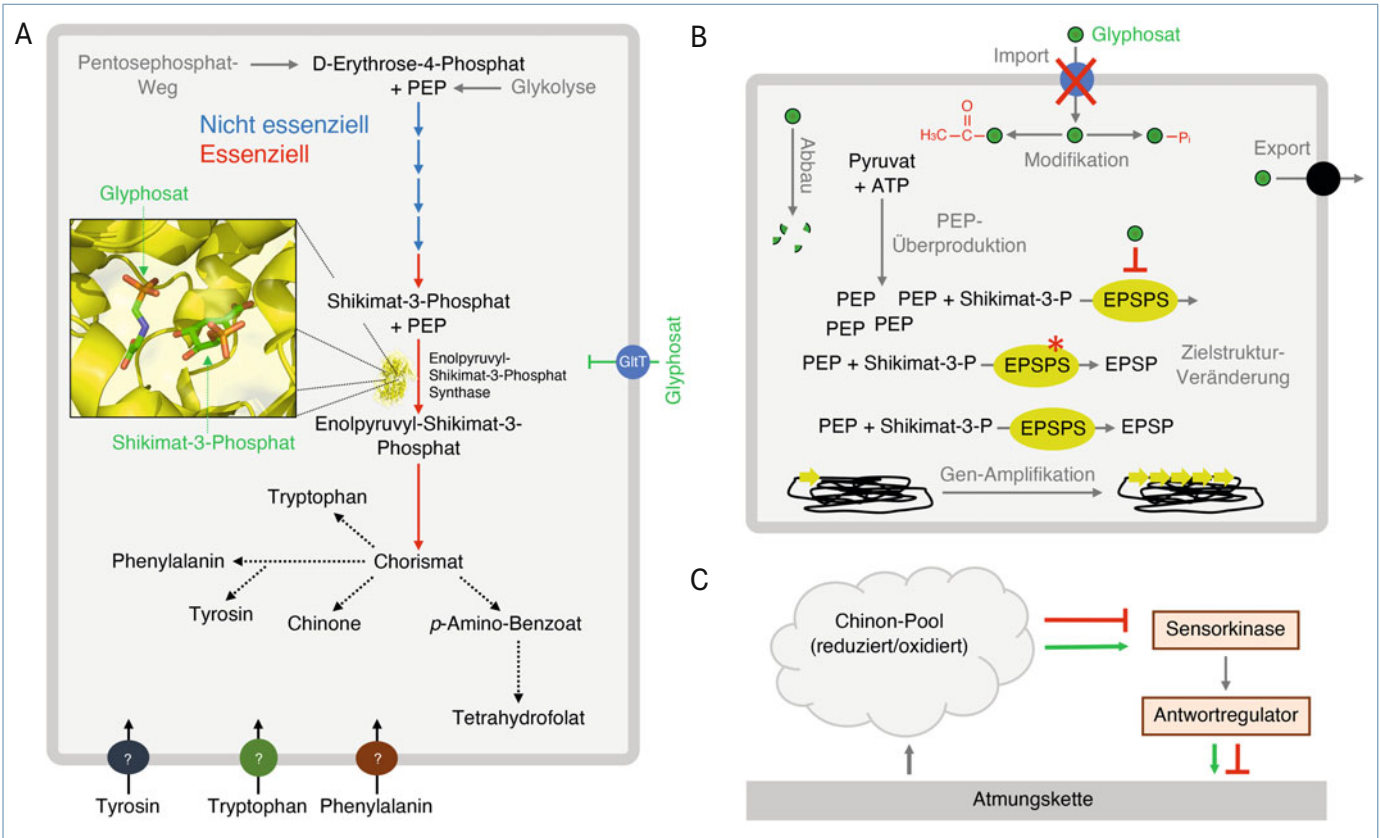 A
Pentosephosphat-
Weg
D-Erythrose-4-Phosphat
+ PEP
Glykolyse
Nicht essenziell
Essenziell
Glyphosat
Shikimat-3-Phosphat
Shikimat-3-Phosphat
+ PEP
Enolpyruvyl-
Shikimat-3-Phosphat
Synthase
GltT
Glyphosat
Enolpyruvyl-Shikimat-3-
Phosphat
Tryptophan
Phenylalanin
Chorismat
Tyrosin
Chinone
p-Amino-Benzoat
Tetrahydrofolat
?
?
?
Tyrosin
Tryptophan
Phenylalanin
B
Glyphosat
Import
O
H₃C–C
Pi
Modifikation
Abbau
Export
Pyruvat
+ ATP
PEP-
Überproduktion
PEP
PEP
PEP
PEP + Shikimat-3-P
EPSPS
PEP + Shikimat-3-P
EPSPS
*
EPSP
Zielstruktur-
Veränderung
PEP + Shikimat-3-P
EPSPS
EPSP
Gen-Amplifikation
C
Chinon-Pool
(reduziert/oxidiert)
Sensorkinase
Antwortregulator
Atmungskette